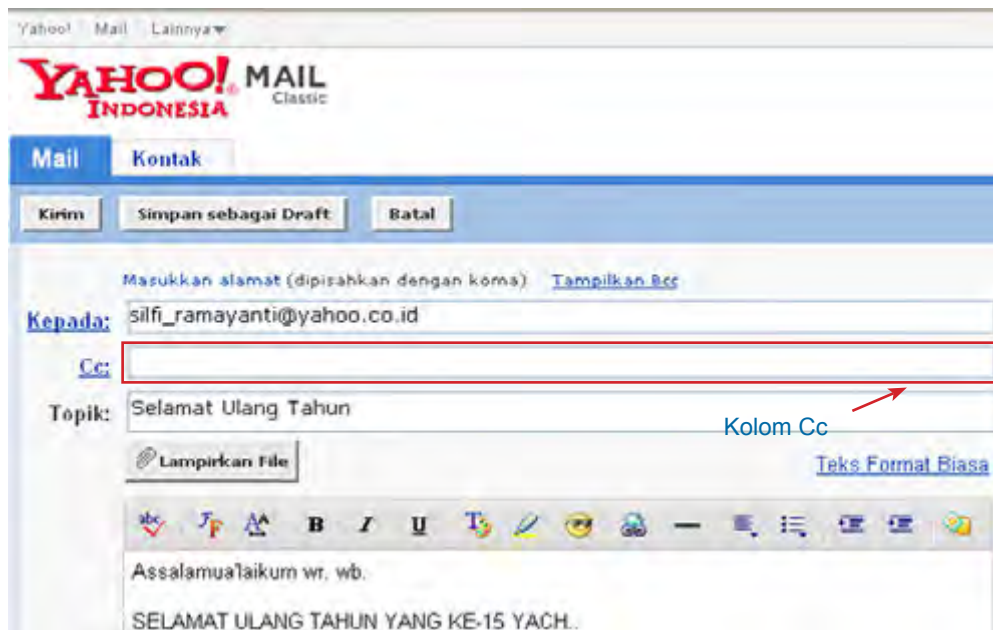 Yahoo! Mail Lainnya
YAHOO! MAIL
Classic
INDONESIA
Mail Kontak
Kirim Simpan sebagai Draft Batal
Masukkan alamat (dipisahkan dengan koma) Tampilkan Bcc
Kepada: silfi_ramayanti@yahoo.co.id
Cc:
Topik: Selamat Ulang Tahun
Kolom Cc
Lampirkan File Teks Format Biasa
abc B I U
Assalamua'laikum wr. wb.
SELAMAT ULANG TAHUN YANG KE-15 YACH..